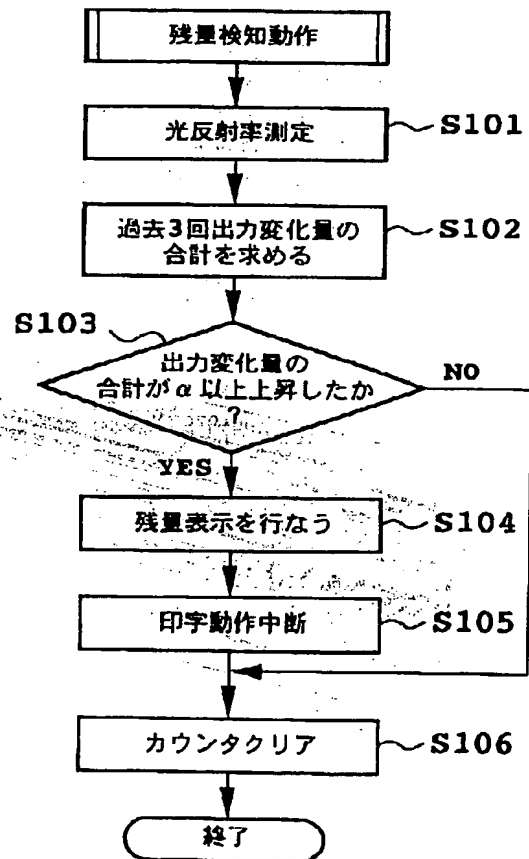 残量検知動作
光反射率測定
S101
過去3回出力変化量の
合計を求める
S102
S103
出力変化量の
合計がα以上上昇したか
?
NO
YES
残量表示を行なう
S104
印字動作中断
S105
カウンタクリア
S106
終了